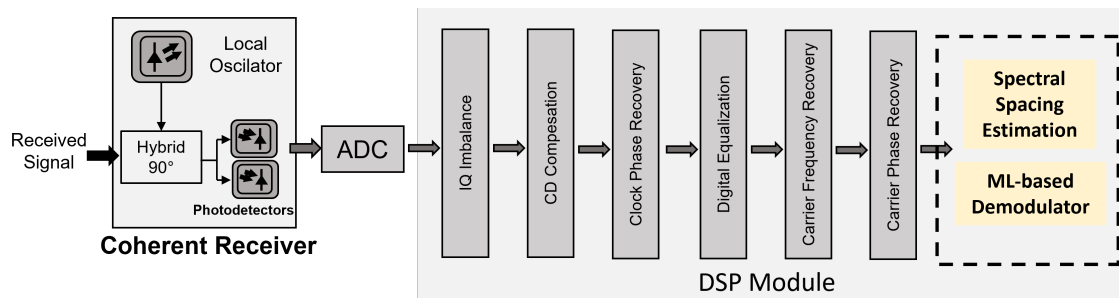 Local
Oscilator
Received
Signal
Hybrid
90°
Photodetectors
Coherent Receiver
ADC
IQ Imbalance
CD Compesation
Clock Phase Recovery
Digital Equalization
Carrier Frequency Recovery
Carrier Phase Recovery
Spectral
Spacing
Estimation
ML-based
Demodulator
DSP Module